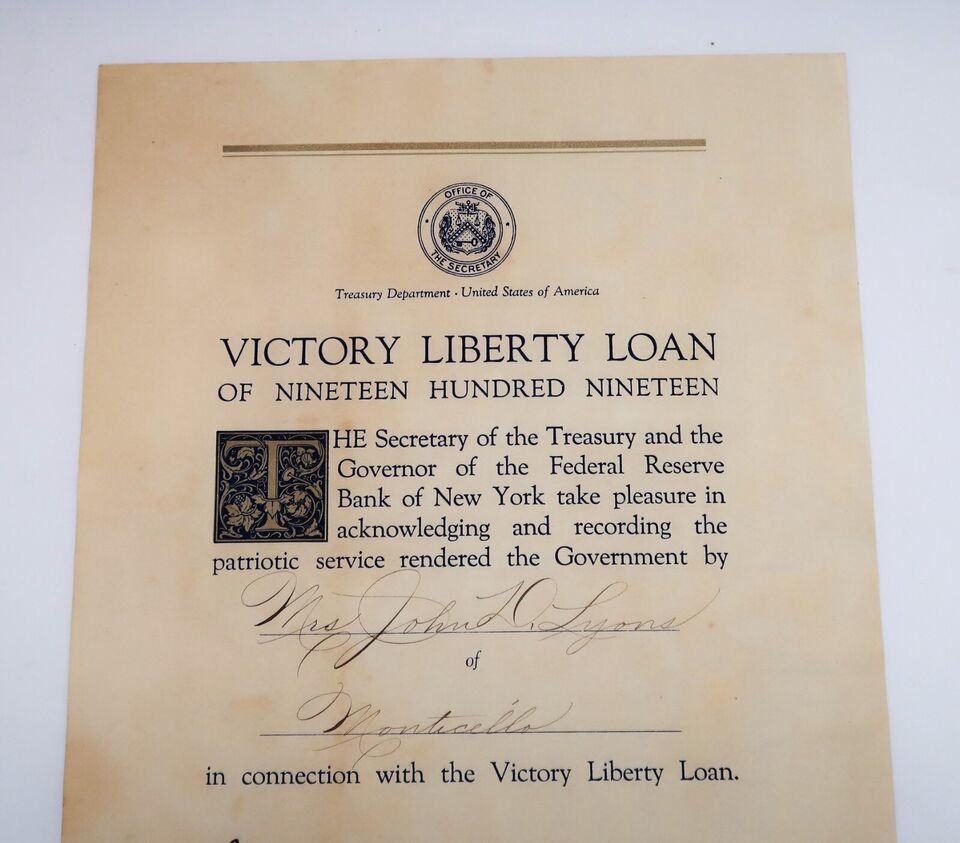 OFFICE OF
THE SECRETARY
Treasury Department · United States of America
VICTORY LIBERTY LOAN
OF NINETEEN HUNDRED NINETEEN
THE Secretary of the Treasury and the
Governor of the Federal Reserve
Bank of New York take pleasure in
acknowledging and recording the
patriotic service rendered the Government by
Mrs John D. Lyons
of
Monticello
in connection with the Victory Liberty Loan.